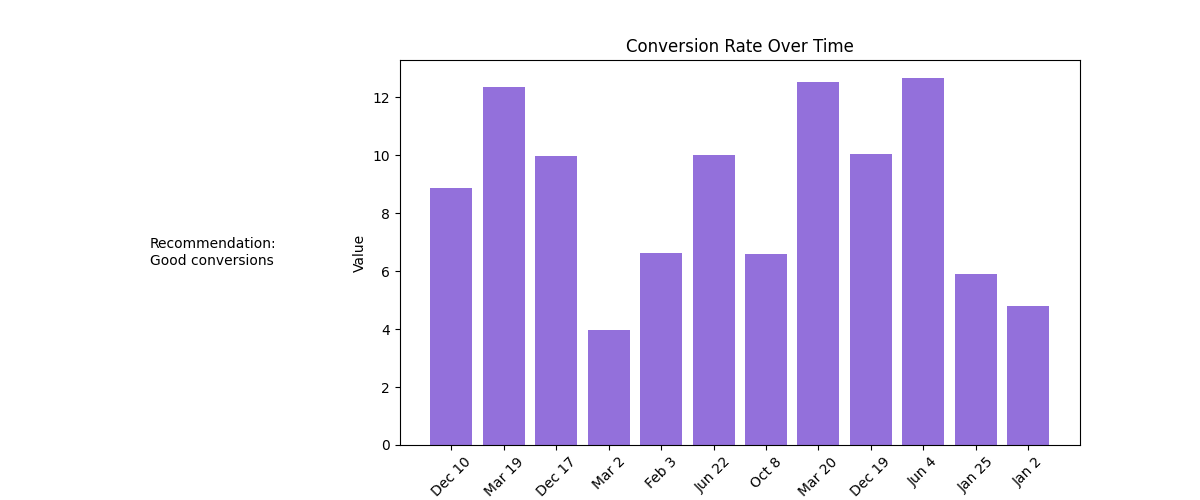 Conversion Rate Over Time
Recommendation:
Good conversions
Value
12
10
8
6
4
2
0
Dec 10
Mar 19
Dec 17
Mar 2
Feb 3
Jun 22
Oct 8
Mar 20
Dec 19
Jun 4
Jan 25
Jan 2